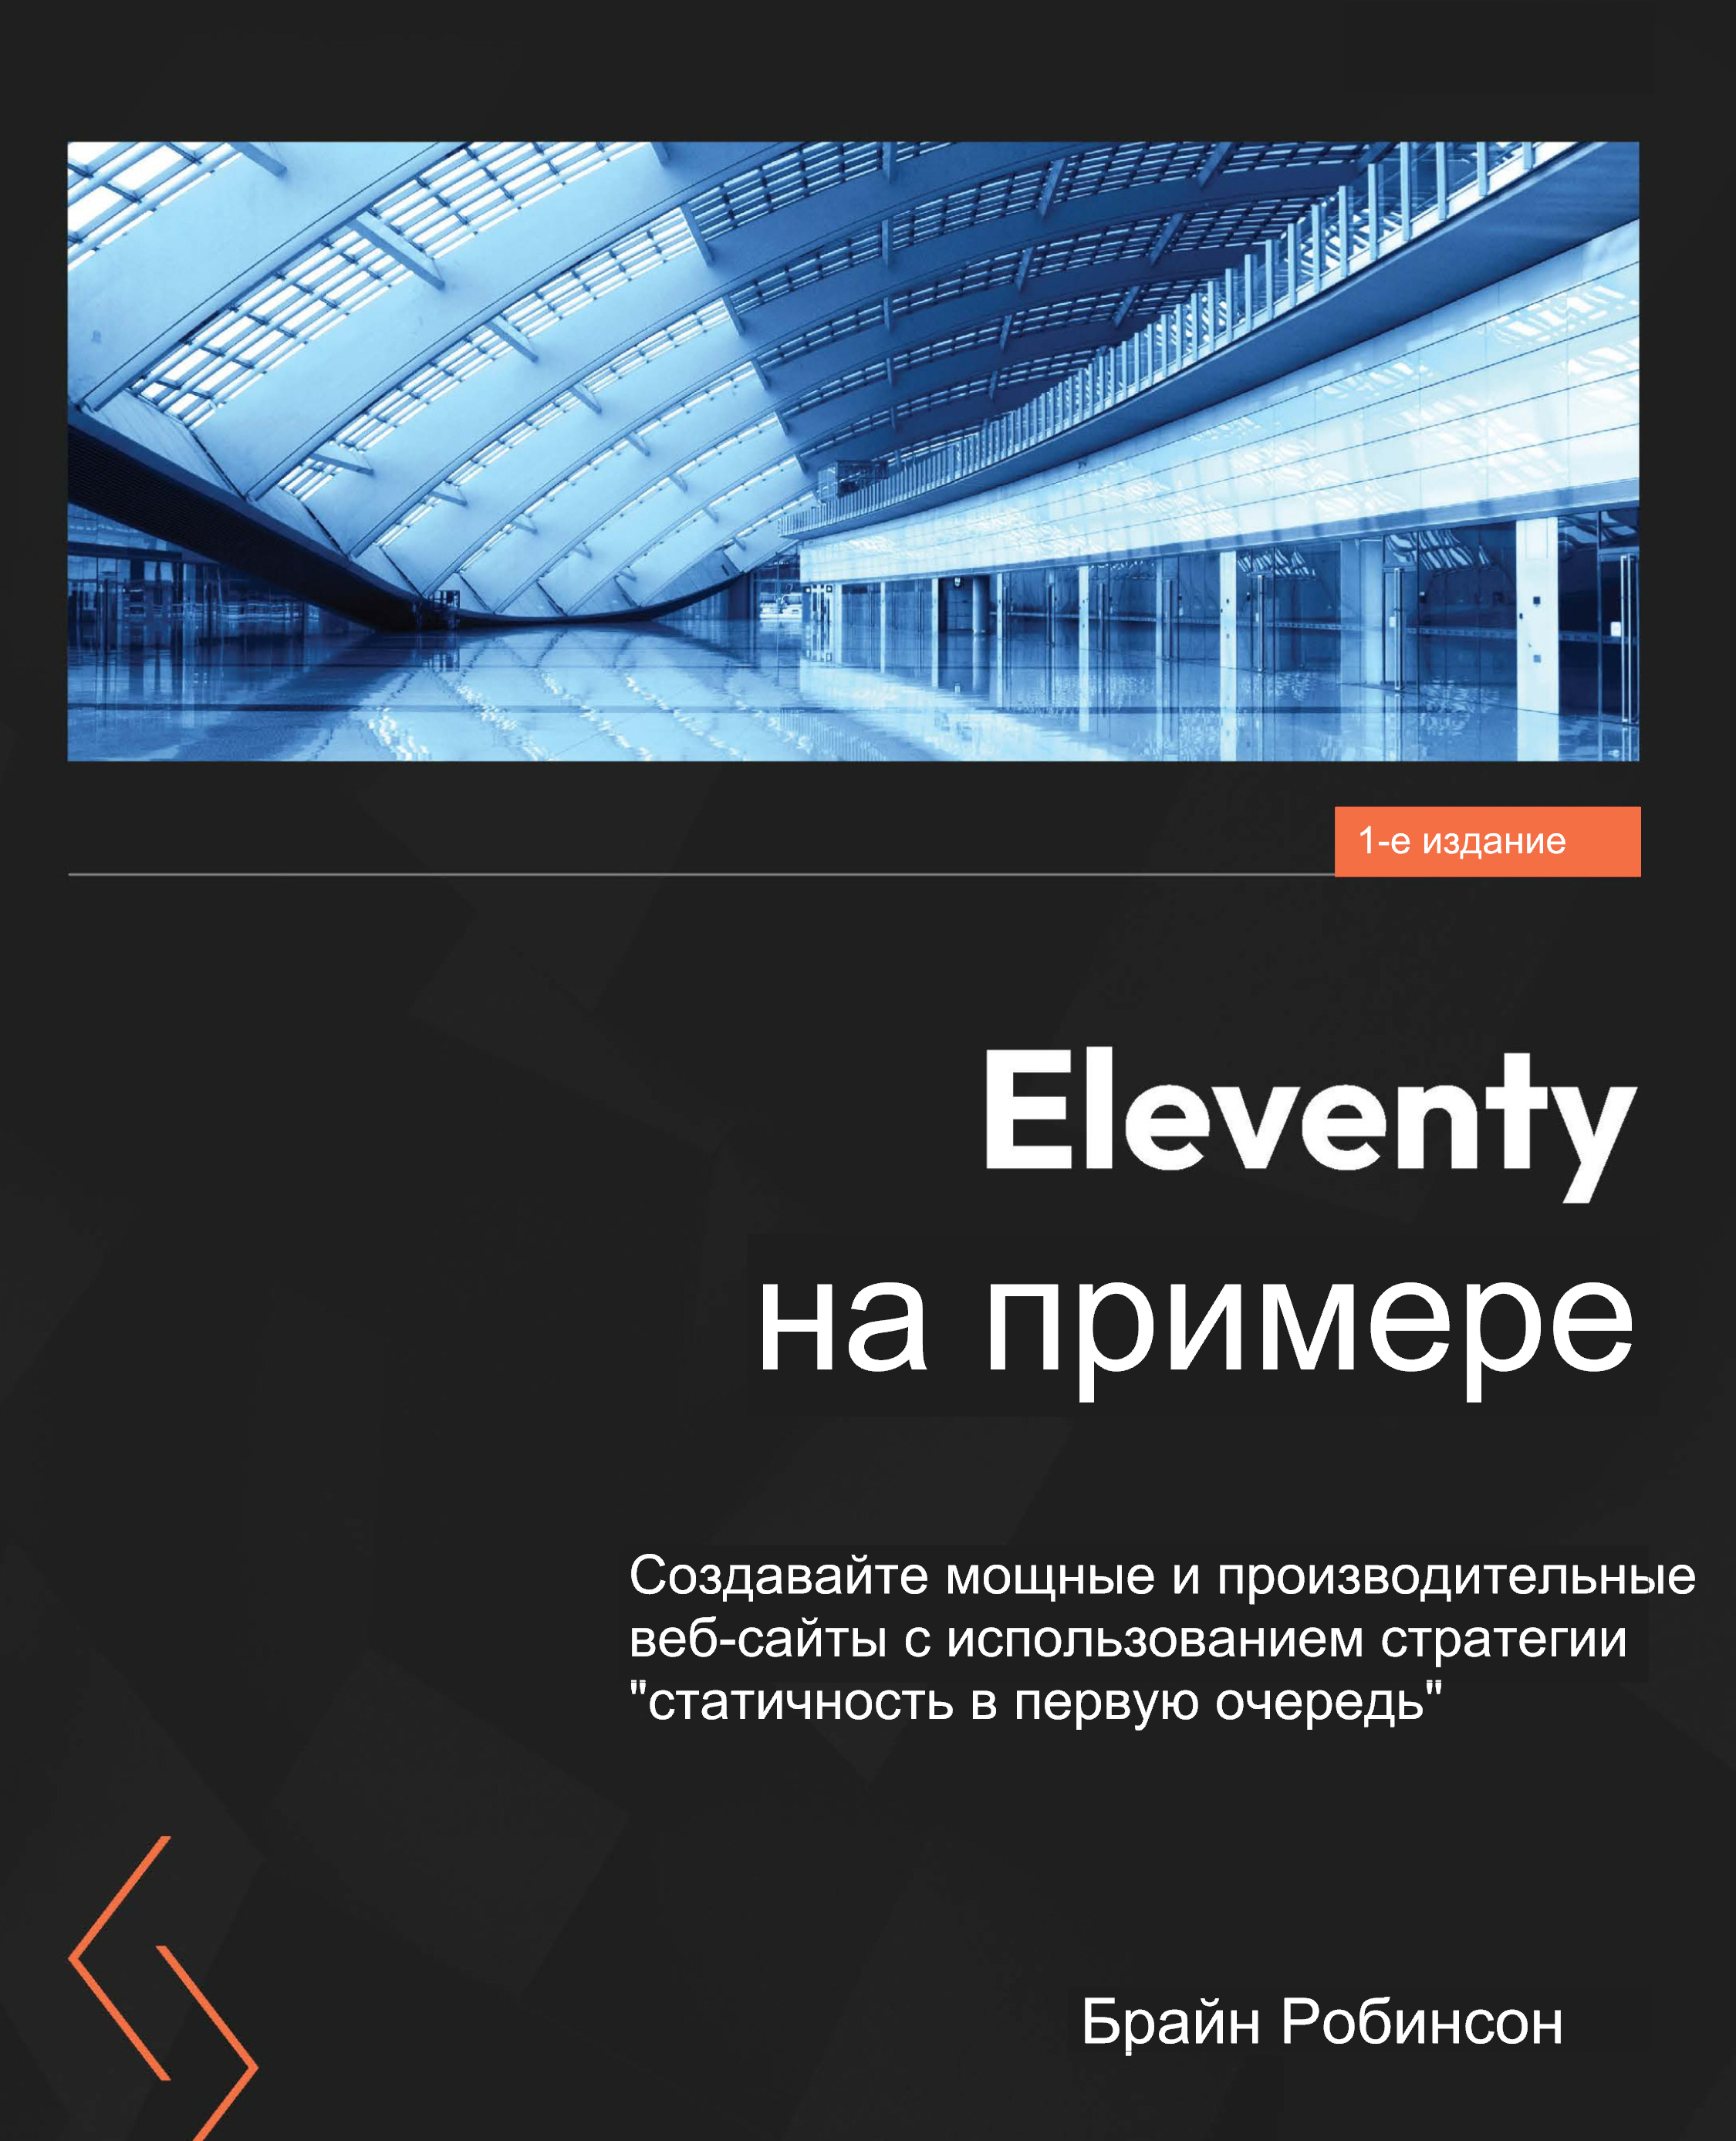 1-е издание
Eleventy
на примере
Создавайте мощные и производительные
веб-сайты с использованием стратегии
"статичность в первую очередь"
Брайн Робинсон